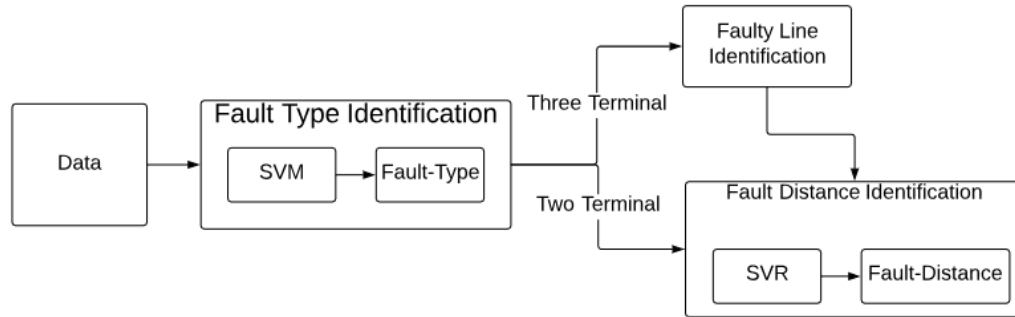 Data
Fault Type Identification
SVM
Fault-Type
Three Terminal
Two Terminal
Faulty Line
Identification
Fault Distance Identification
SVR
Fault-Distance